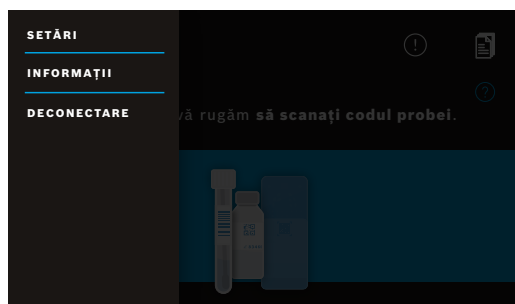 SETĂRI
INFORMAȚII
DECONECTARE
vă rugăm să scanați codul probei.